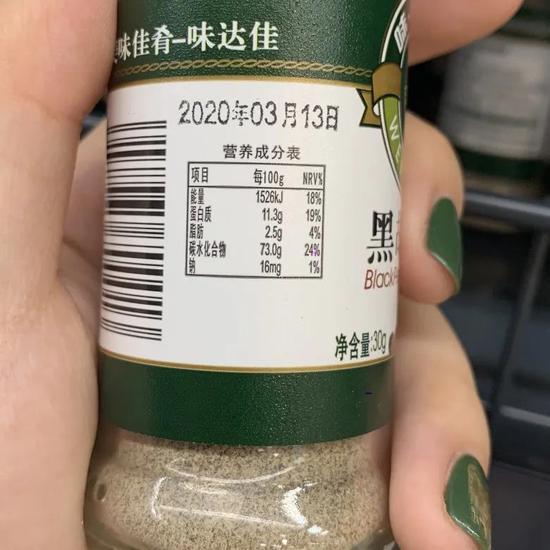 味佳肴-味达佳
2020年03月13日
营养成分表
项目 每100g NRV%
能量 1526kJ 18%
蛋白质 11.3g 19%
脂肪 2.5g 4%
碳水化合物 73.0g 24%
钠 16mg 1%
黑
Black
净含量:30g